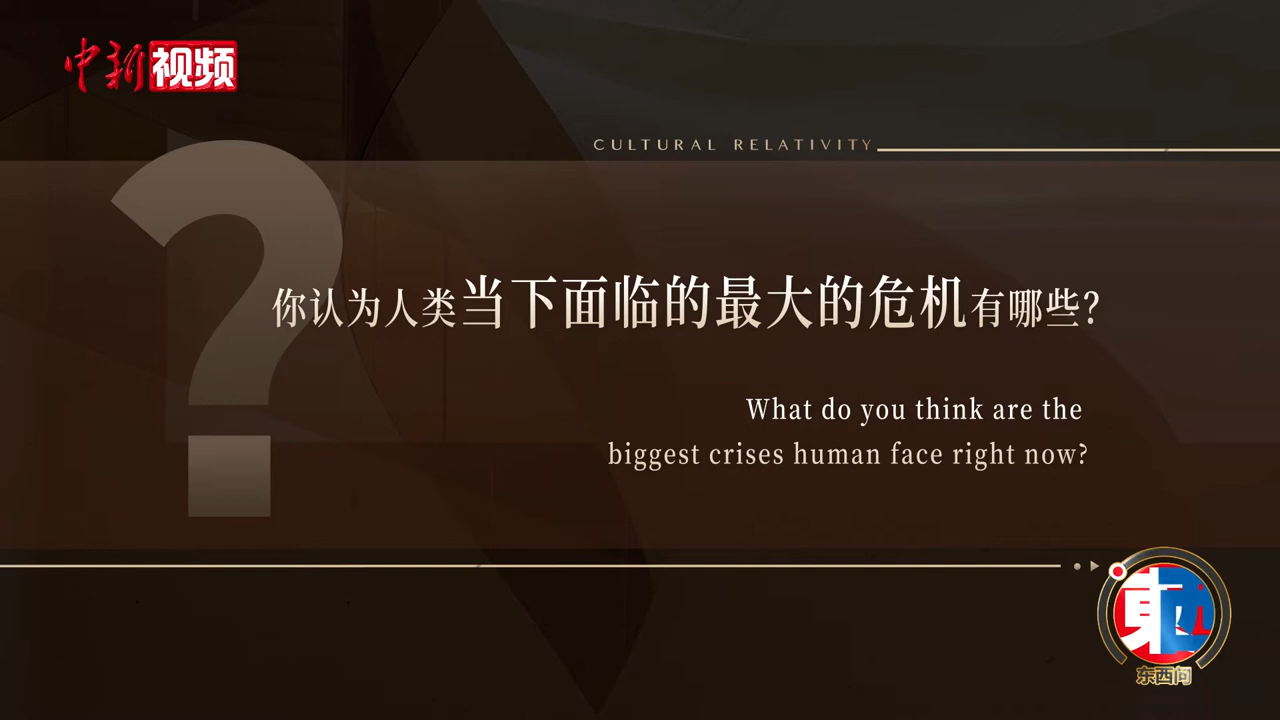 中新视频
CULTURAL RELATIVITY
你认为人类当下面临的最大的危机有哪些?
What do you think are the
biggest crises human face right now?
東西
东西问